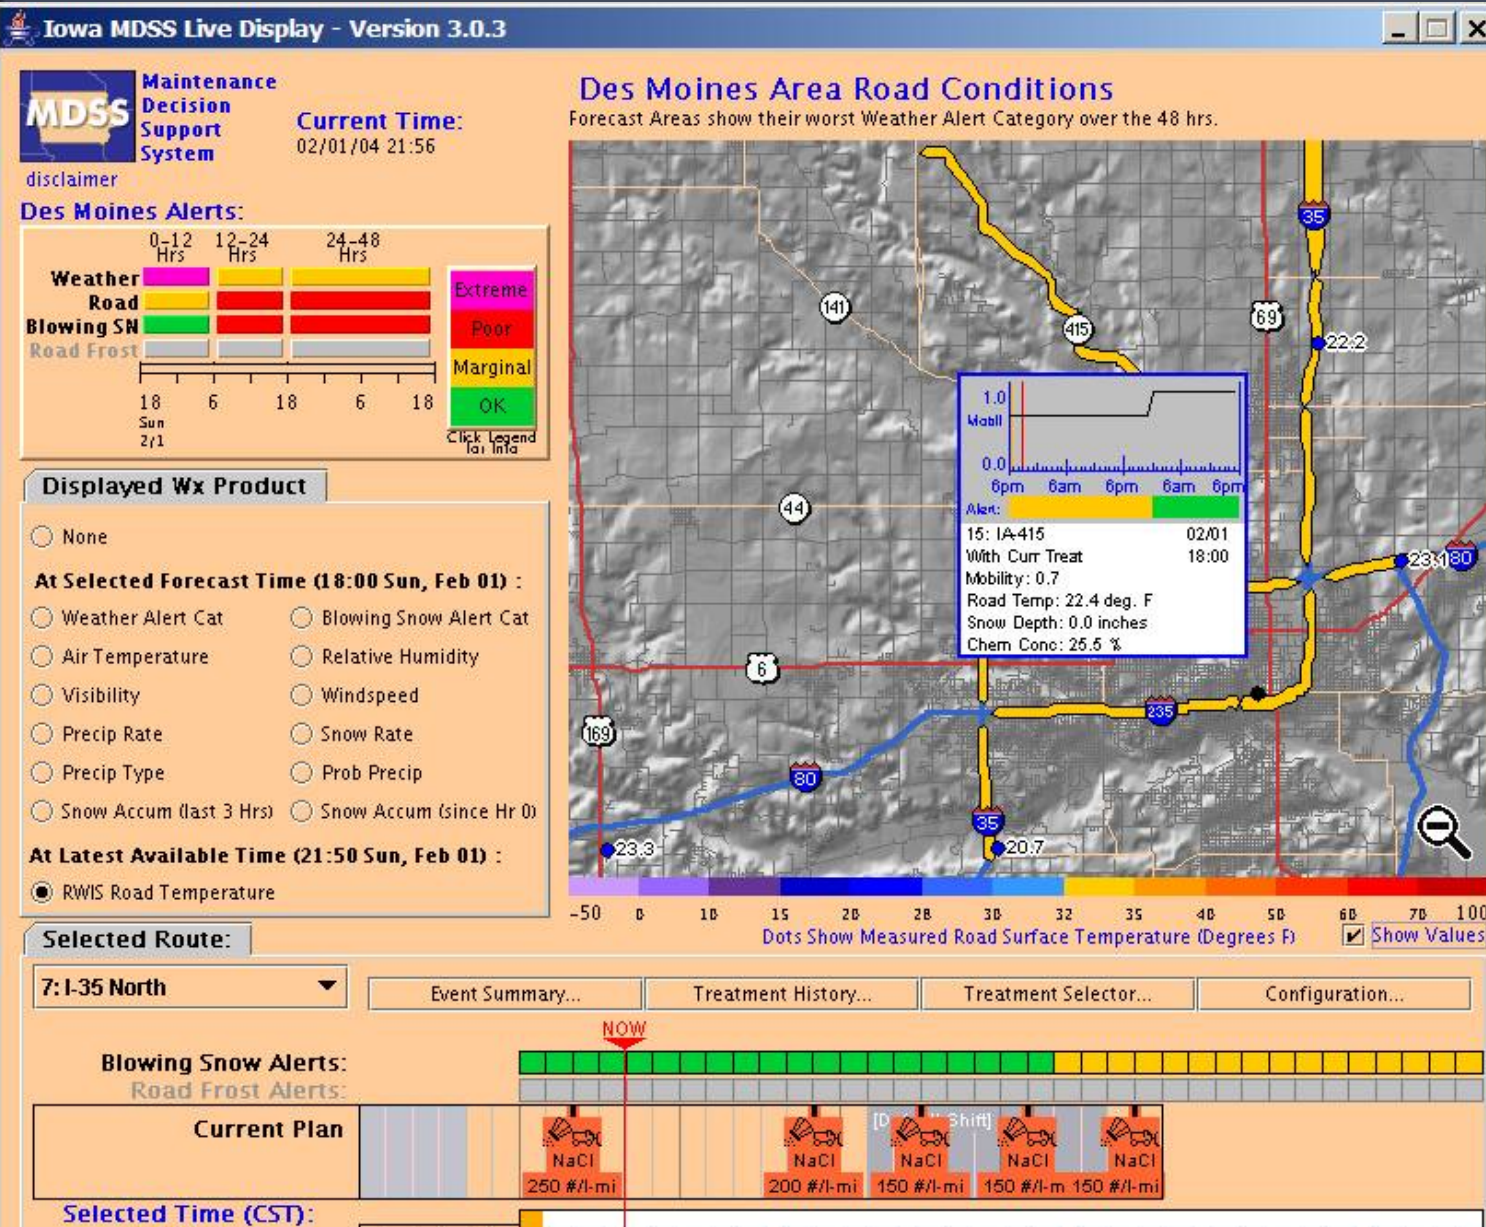 Iowa MDSS Live Display - Version 3.0.3
MDSS
Maintenance
Decision
Support
System
disclaimer
Current Time:
02/01/04 21:56
Des Moines Area Road Conditions
Forecast Areas show their worst Weather Alert Category over the 48 hrs.
Des Moines Alerts:
0-12 Hrs
12-24 Hrs
24-48 Hrs
Weather
Road
Blowing SN
Road Frost
18 6 18 6 18
Sun
2/1
Extreme
Poor
Marginal
OK
Click Legend
for Info
Displayed Wx Product
None
At Selected Forecast Time (18:00 Sun, Feb 01) :
Weather Alert Cat
Blowing Snow Alert Cat
Air Temperature
Relative Humidity
Visibility
Windspeed
Precip Rate
Snow Rate
Precip Type
Prob Precip
Snow Accum (last 3 Hrs)
Snow Accum (since Hr 0)
At Latest Available Time (21:50 Sun, Feb 01) :
RWIS Road Temperature
35
141
415
69
22.2
44
23.1
80
6
169
235
80
35
23.3
20.7
1.0
Mobil
0.0
6pm 6am 6pm 6am 6pm
Alert:
15: IA-415 02/01
With Curr Treat 18:00
Mobility: 0.7
Road Temp: 22.4 deg. F
Snow Depth: 0.0 inches
Chem Conc: 25.5 %
-50 0 10 15 20 28 30 32 35 40 50 60 70 100
Dots Show Measured Road Surface Temperature (Degrees F)
Show Values
Selected Route:
7: I-35 North
Event Summary...
Treatment History...
Treatment Selector...
Configuration...
NOW
Blowing Snow Alerts:
Road Frost Alerts:
Current Plan
Shift]
NaCl NaCl NaCl NaCl NaCl
250 #/l-mi 200 #/l-mi 150 #/l-mi 150 #/l-m 150 #/l-mi
Selected Time (CST):